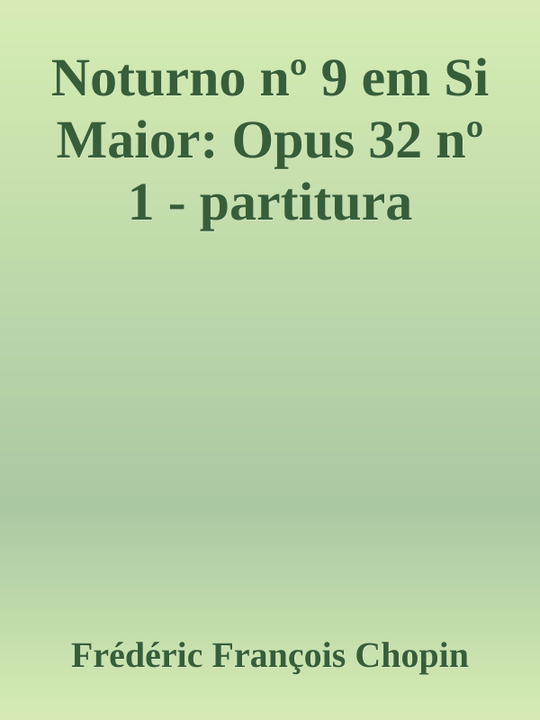 Noturno nº 9 em Si
Maior: Opus 32 nº
1 - partitura
Frédéric François Chopin